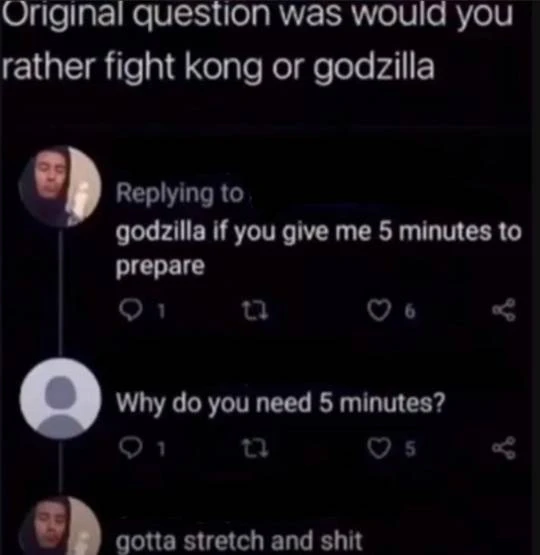 Original question was would you
rather fight kong or godzilla
Replying to
godzilla if you give me 5 minutes to
prepare
1 6
Why do you need 5 minutes?
1 5
gotta stretch and shit